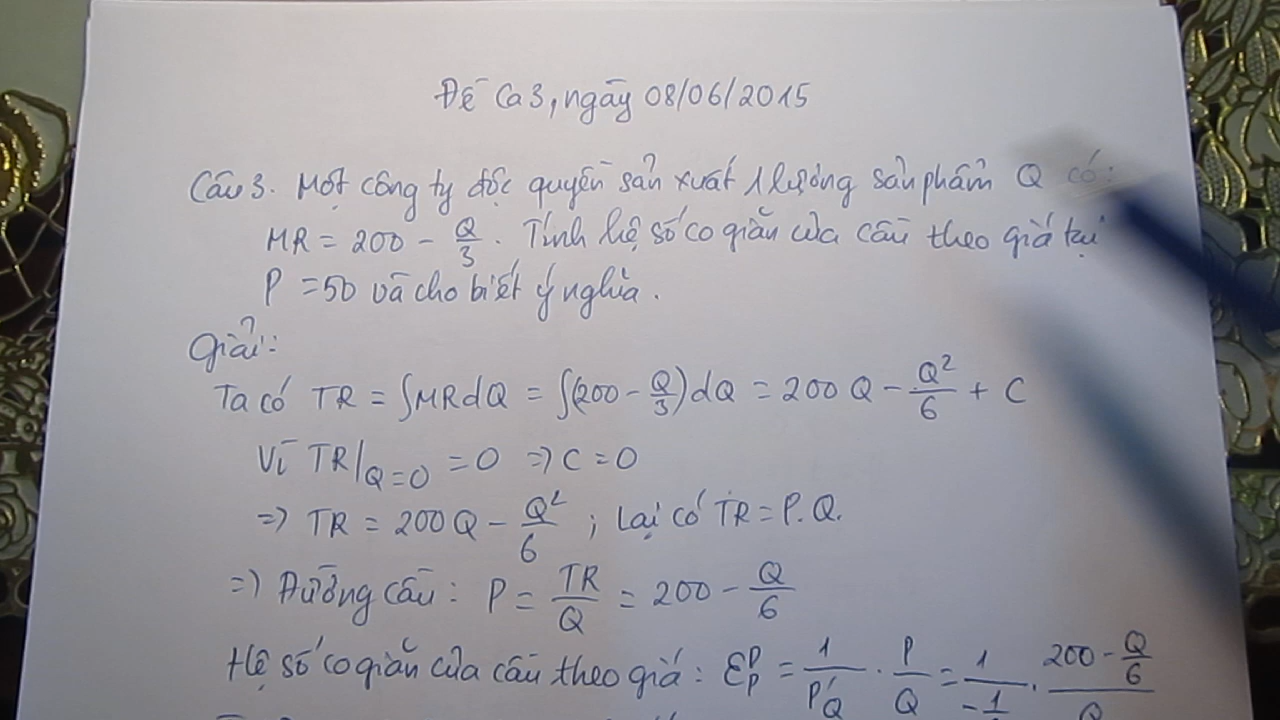 Đề Ca 3, ngày 08/06/2015
Câu 3. Một công ty độc quyền sản xuất 1 lượng sản phẩm Q có:
MR = 200 - Q/3. Tính hệ số co giãn của cầu theo giá tại
P = 50 và cho biết ý nghĩa.
Giải:
Ta có TR = ∫MRdQ = ∫(200 - Q/3)dQ = 200Q - Q²/6 + C
Vì TR|Q=0 = 0 => C = 0
=> TR = 200Q - Q²/6 ; Lại có TR = P.Q.
=> Đường cầu: P = TR/Q = 200 - Q/6
Hệ số co giãn của cầu theo giá: ε = 1/P'Q . P/Q = 1/-1 . 200 - Q/6 / Q